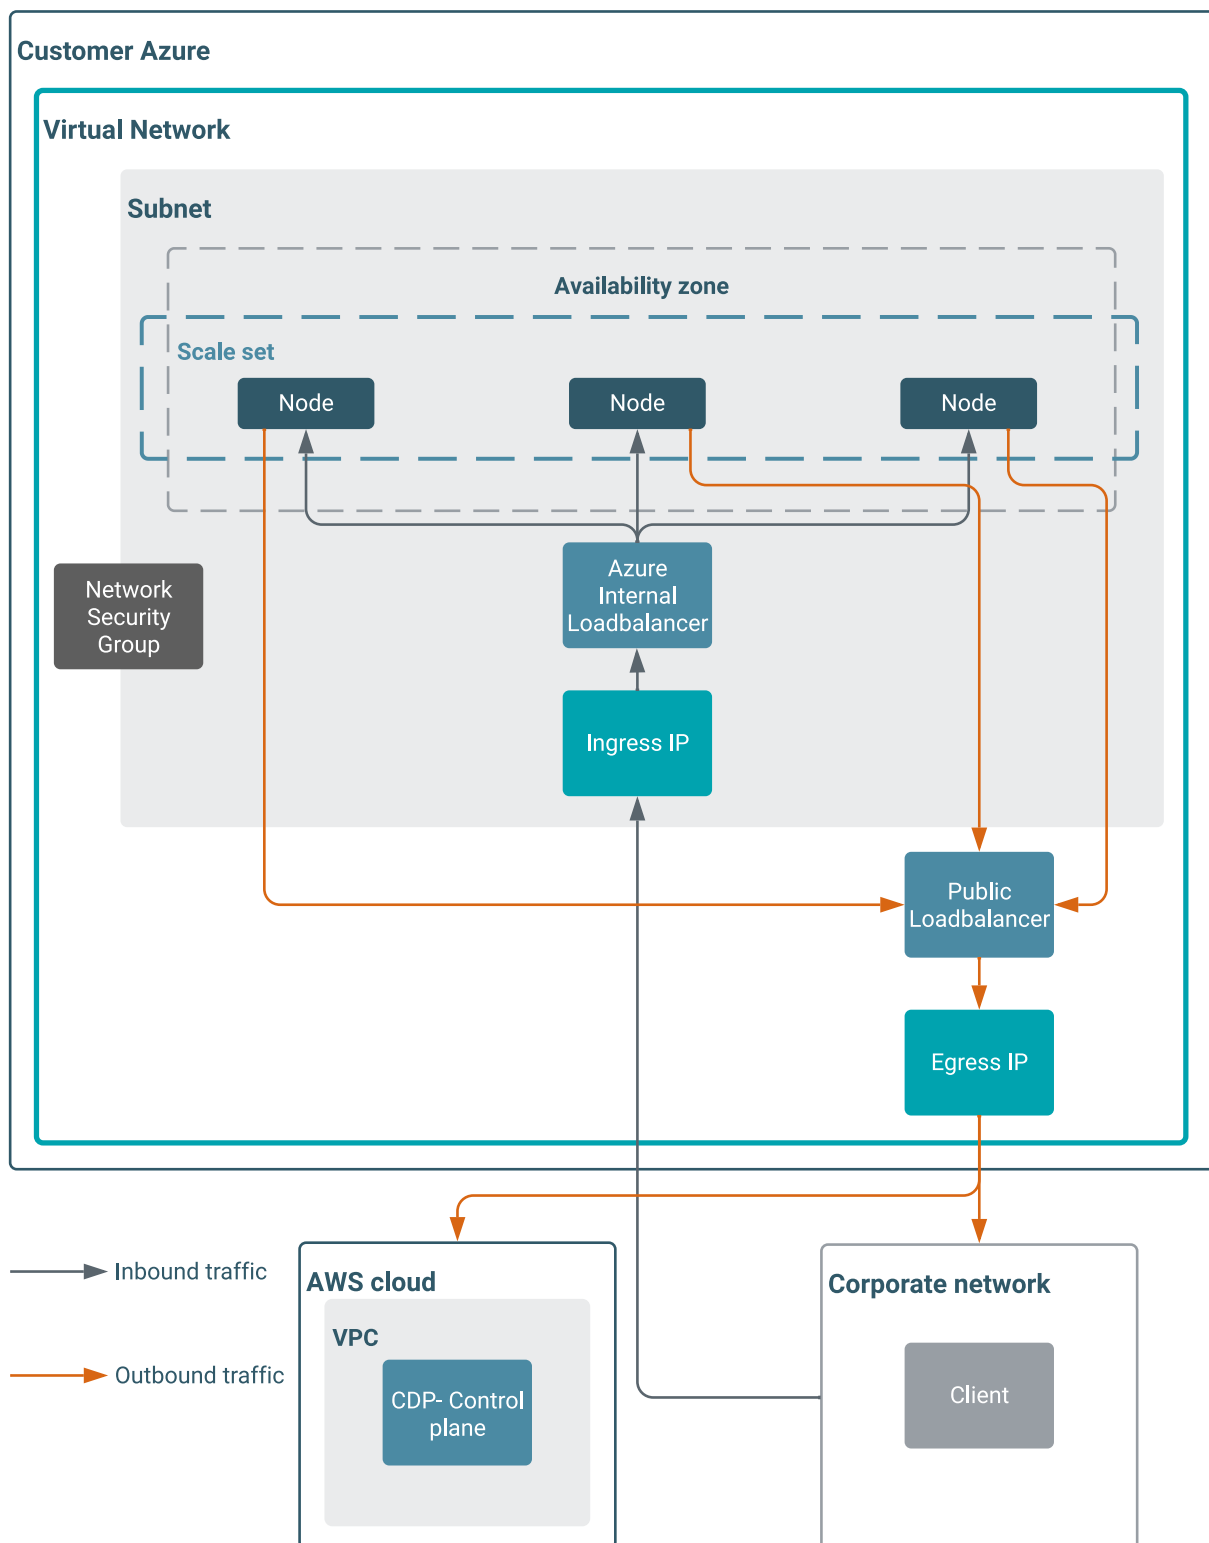 Customer Azure
Virtual Network
Subnet
Availability zone
Scale set
Node
Node
Node
Azure
Internal
Loadbalancer
Network
Security
Group
Ingress IP
Public
Loadbalancer
Egress IP
Inbound traffic
Outbound traffic
AWS cloud
VPC
CDP- Control
plane
Corporate network
Client